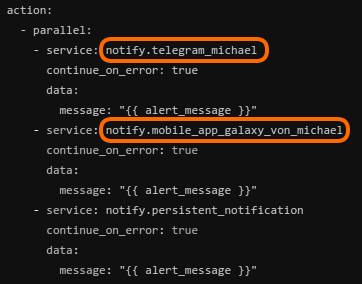 action:
  - parallel:
    - service: notify.telegram_michael
      continue_on_error: true
      data:
        message: "{{ alert_message }}"
    - service: notify.mobile_app_galaxy_von_michael
      continue_on_error: true
      data:
        message: "{{ alert_message }}"
    - service: notify.persistent_notification
      continue_on_error: true
      data:
        message: "{{ alert_message }}"